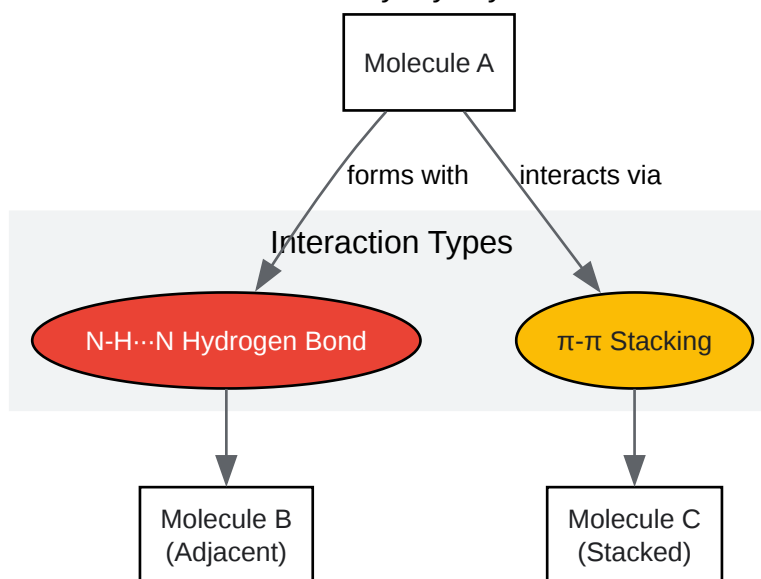 Molecule A
forms with
interacts via
Interaction Types
N-H···N Hydrogen Bond
π-π Stacking
Molecule B
(Adjacent)
Molecule C
(Stacked)